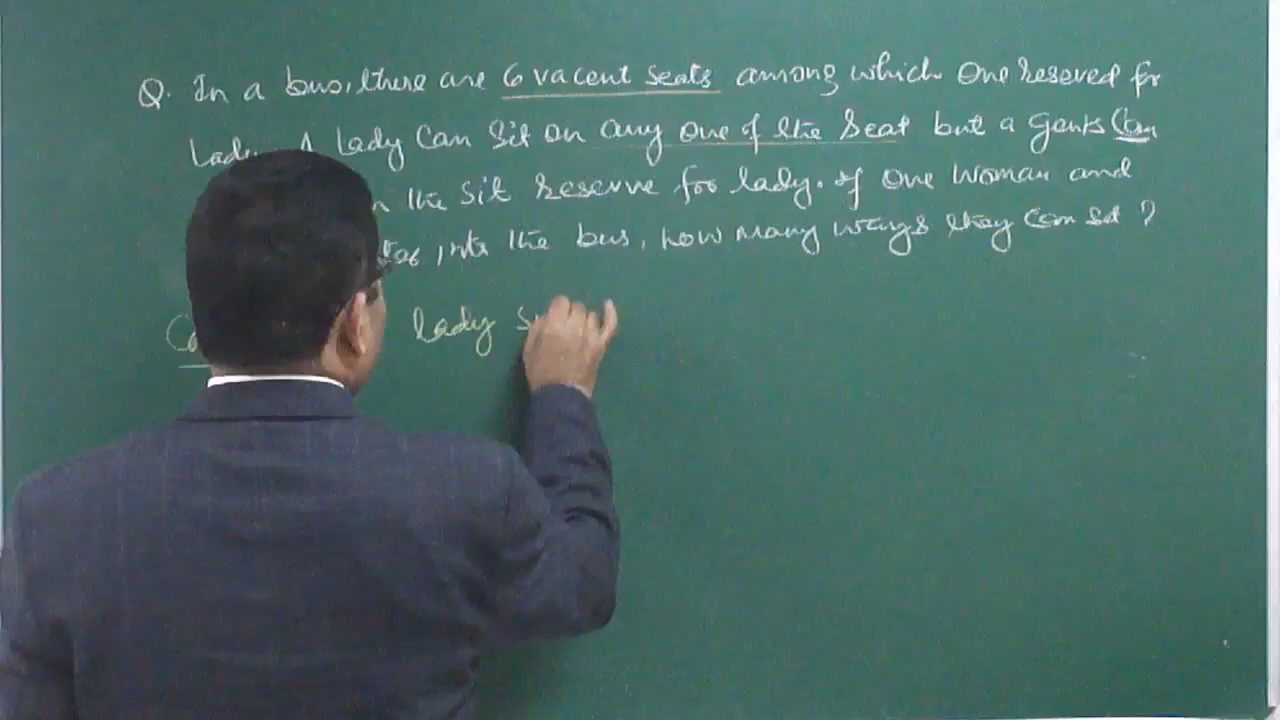 Q. In a bus, there are 6 vacent seats among which one reserved for
Lady. A Lady Can Sit on any one of the Seat but a gents Can
the sit reserve for lady. If one woman and
into the bus, how many ways they can sit ?
lady